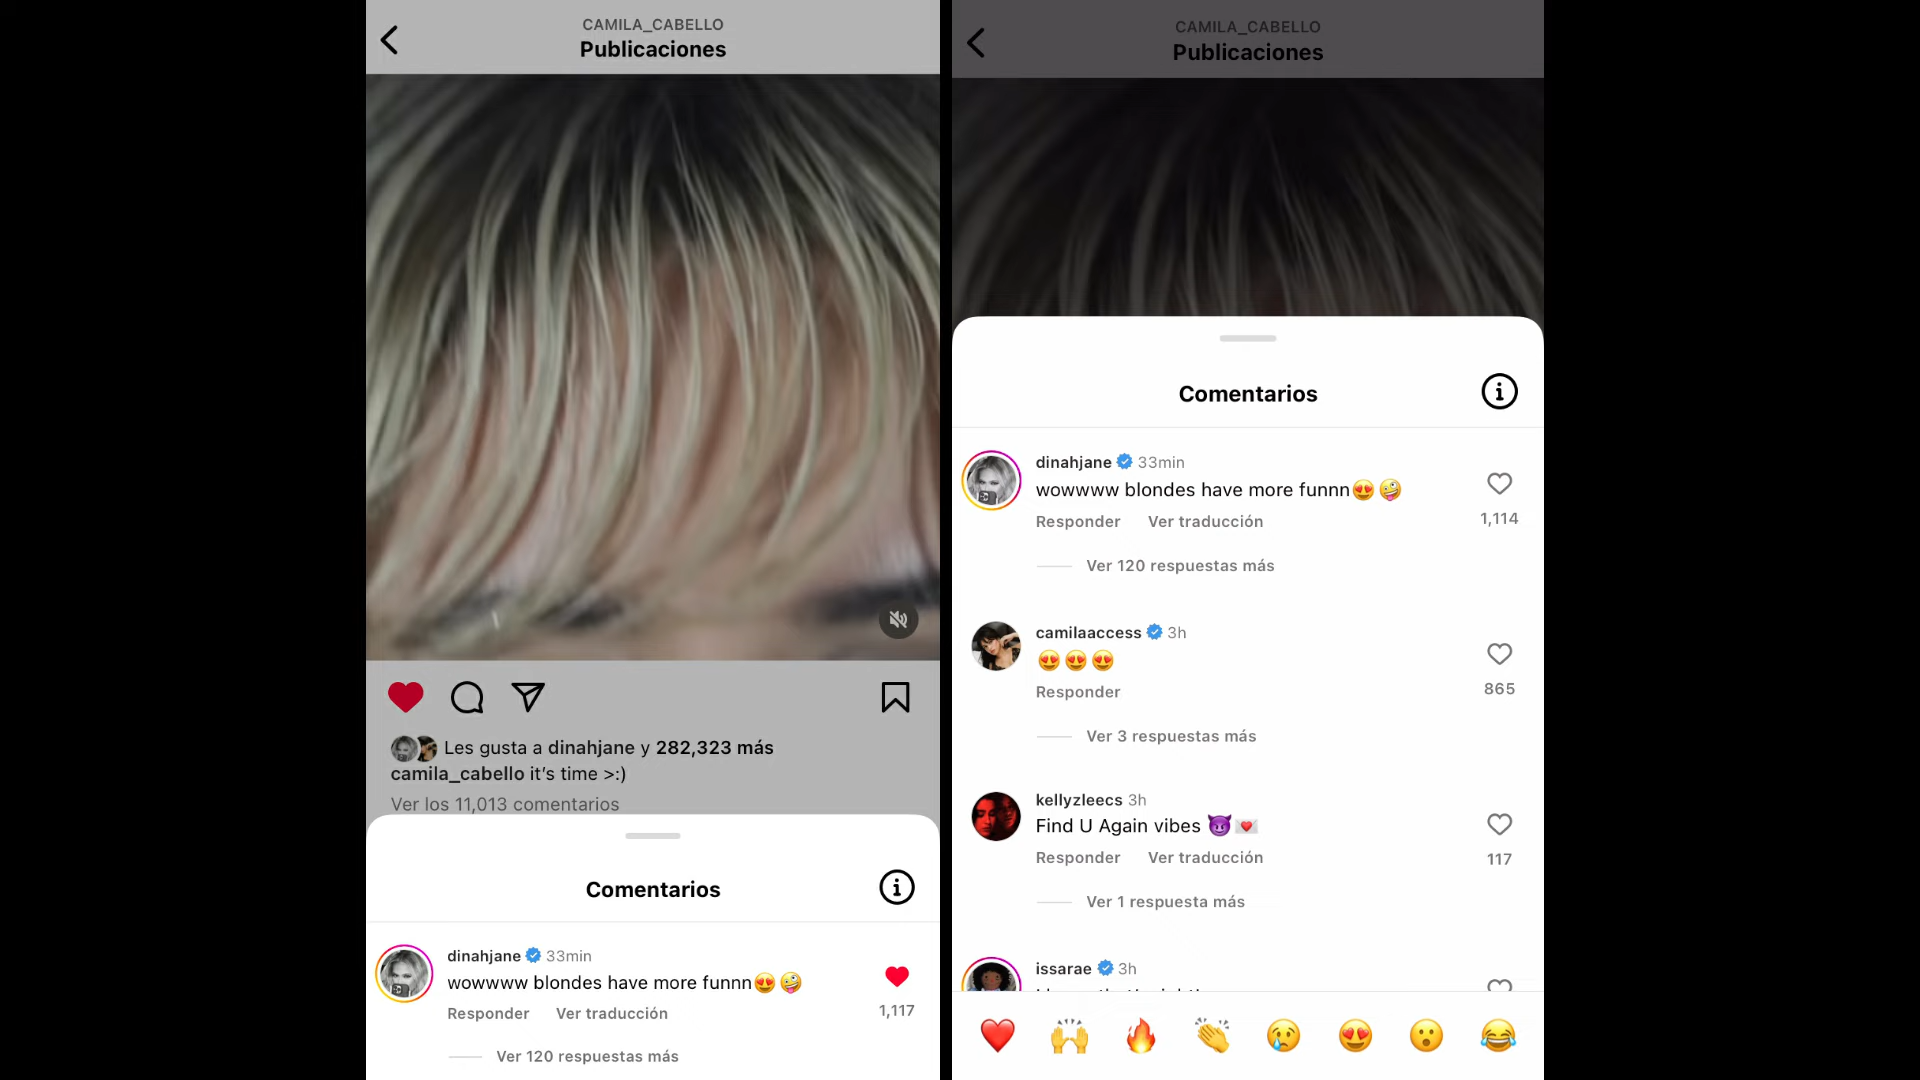 CAMILA_CABELLO
Publicaciones
Les gusta a dinahjane y 282,323 más
camila_cabello it's time >:)
Ver los 11,013 comentarios
Comentarios
dinahjane 33min
wowwww blondes have more funnn😍🤪
1,117
Responder Ver traducción
Ver 120 respuestas más
CAMILA_CABELLO
Publicaciones
Comentarios
dinahjane 33min
wowwww blondes have more funnn😍🤪
Responder Ver traducción
1,114
Ver 120 respuestas más
camilaaccess 3h
😍😍😍
Responder
865
Ver 3 respuestas más
kellyzleecs 3h
Find U Again vibes 😈💌
Responder Ver traducción
117
Ver 1 respuesta más
issarae 3h